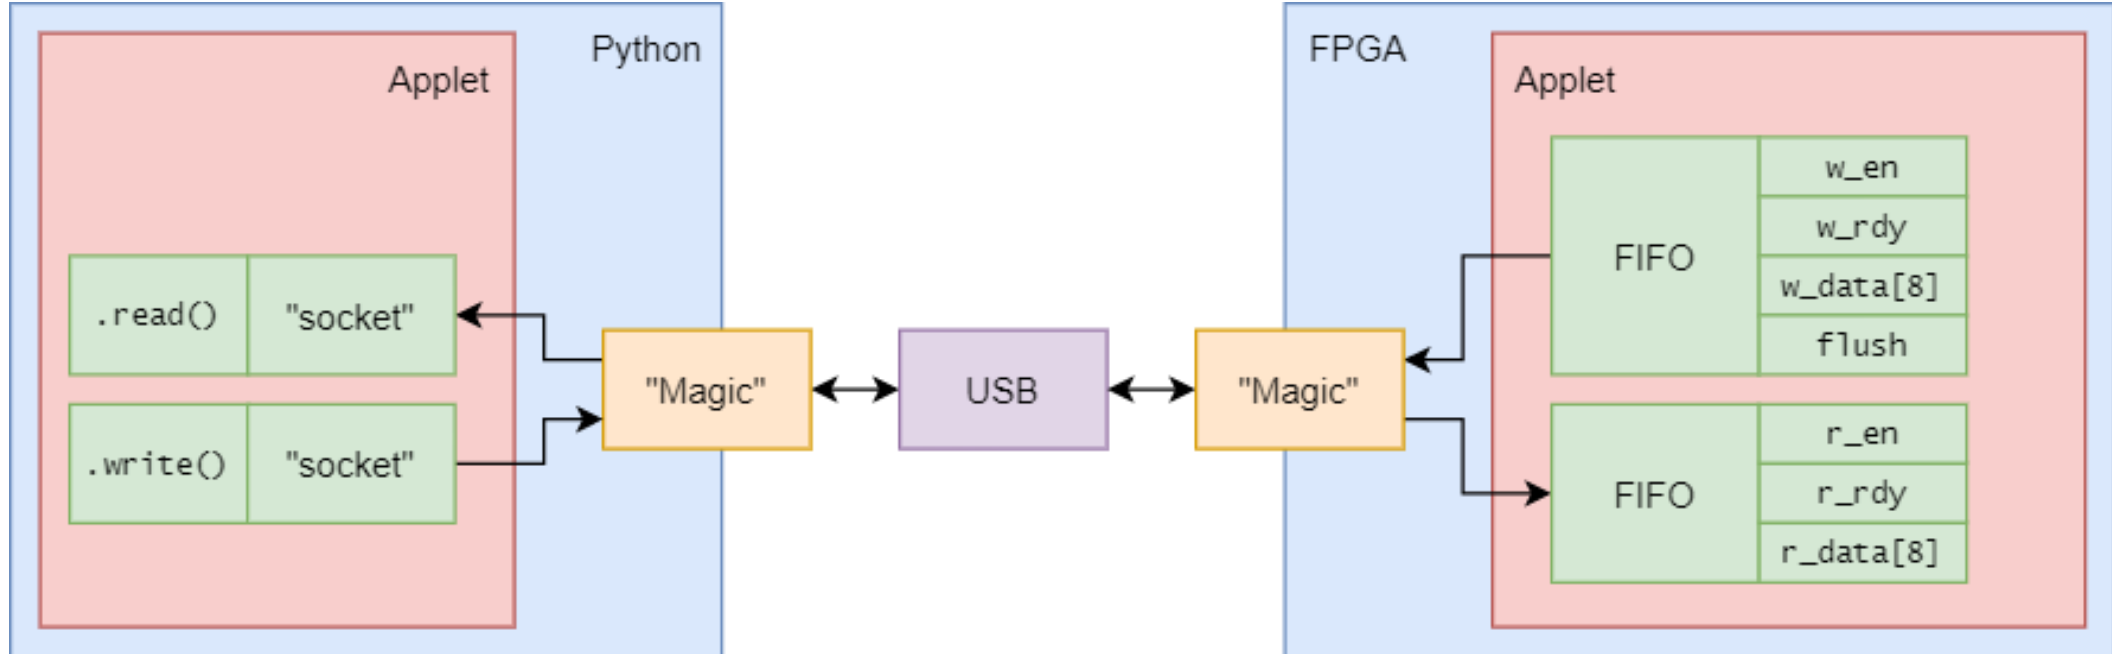 Python
Applet
.read()
"socket"
.write()
"socket"
"Magic"
USB
"Magic"
FPGA
Applet
FIFO
w_en
w_rdy
w_data[8]
flush
FIFO
r_en
r_rdy
r_data[8]